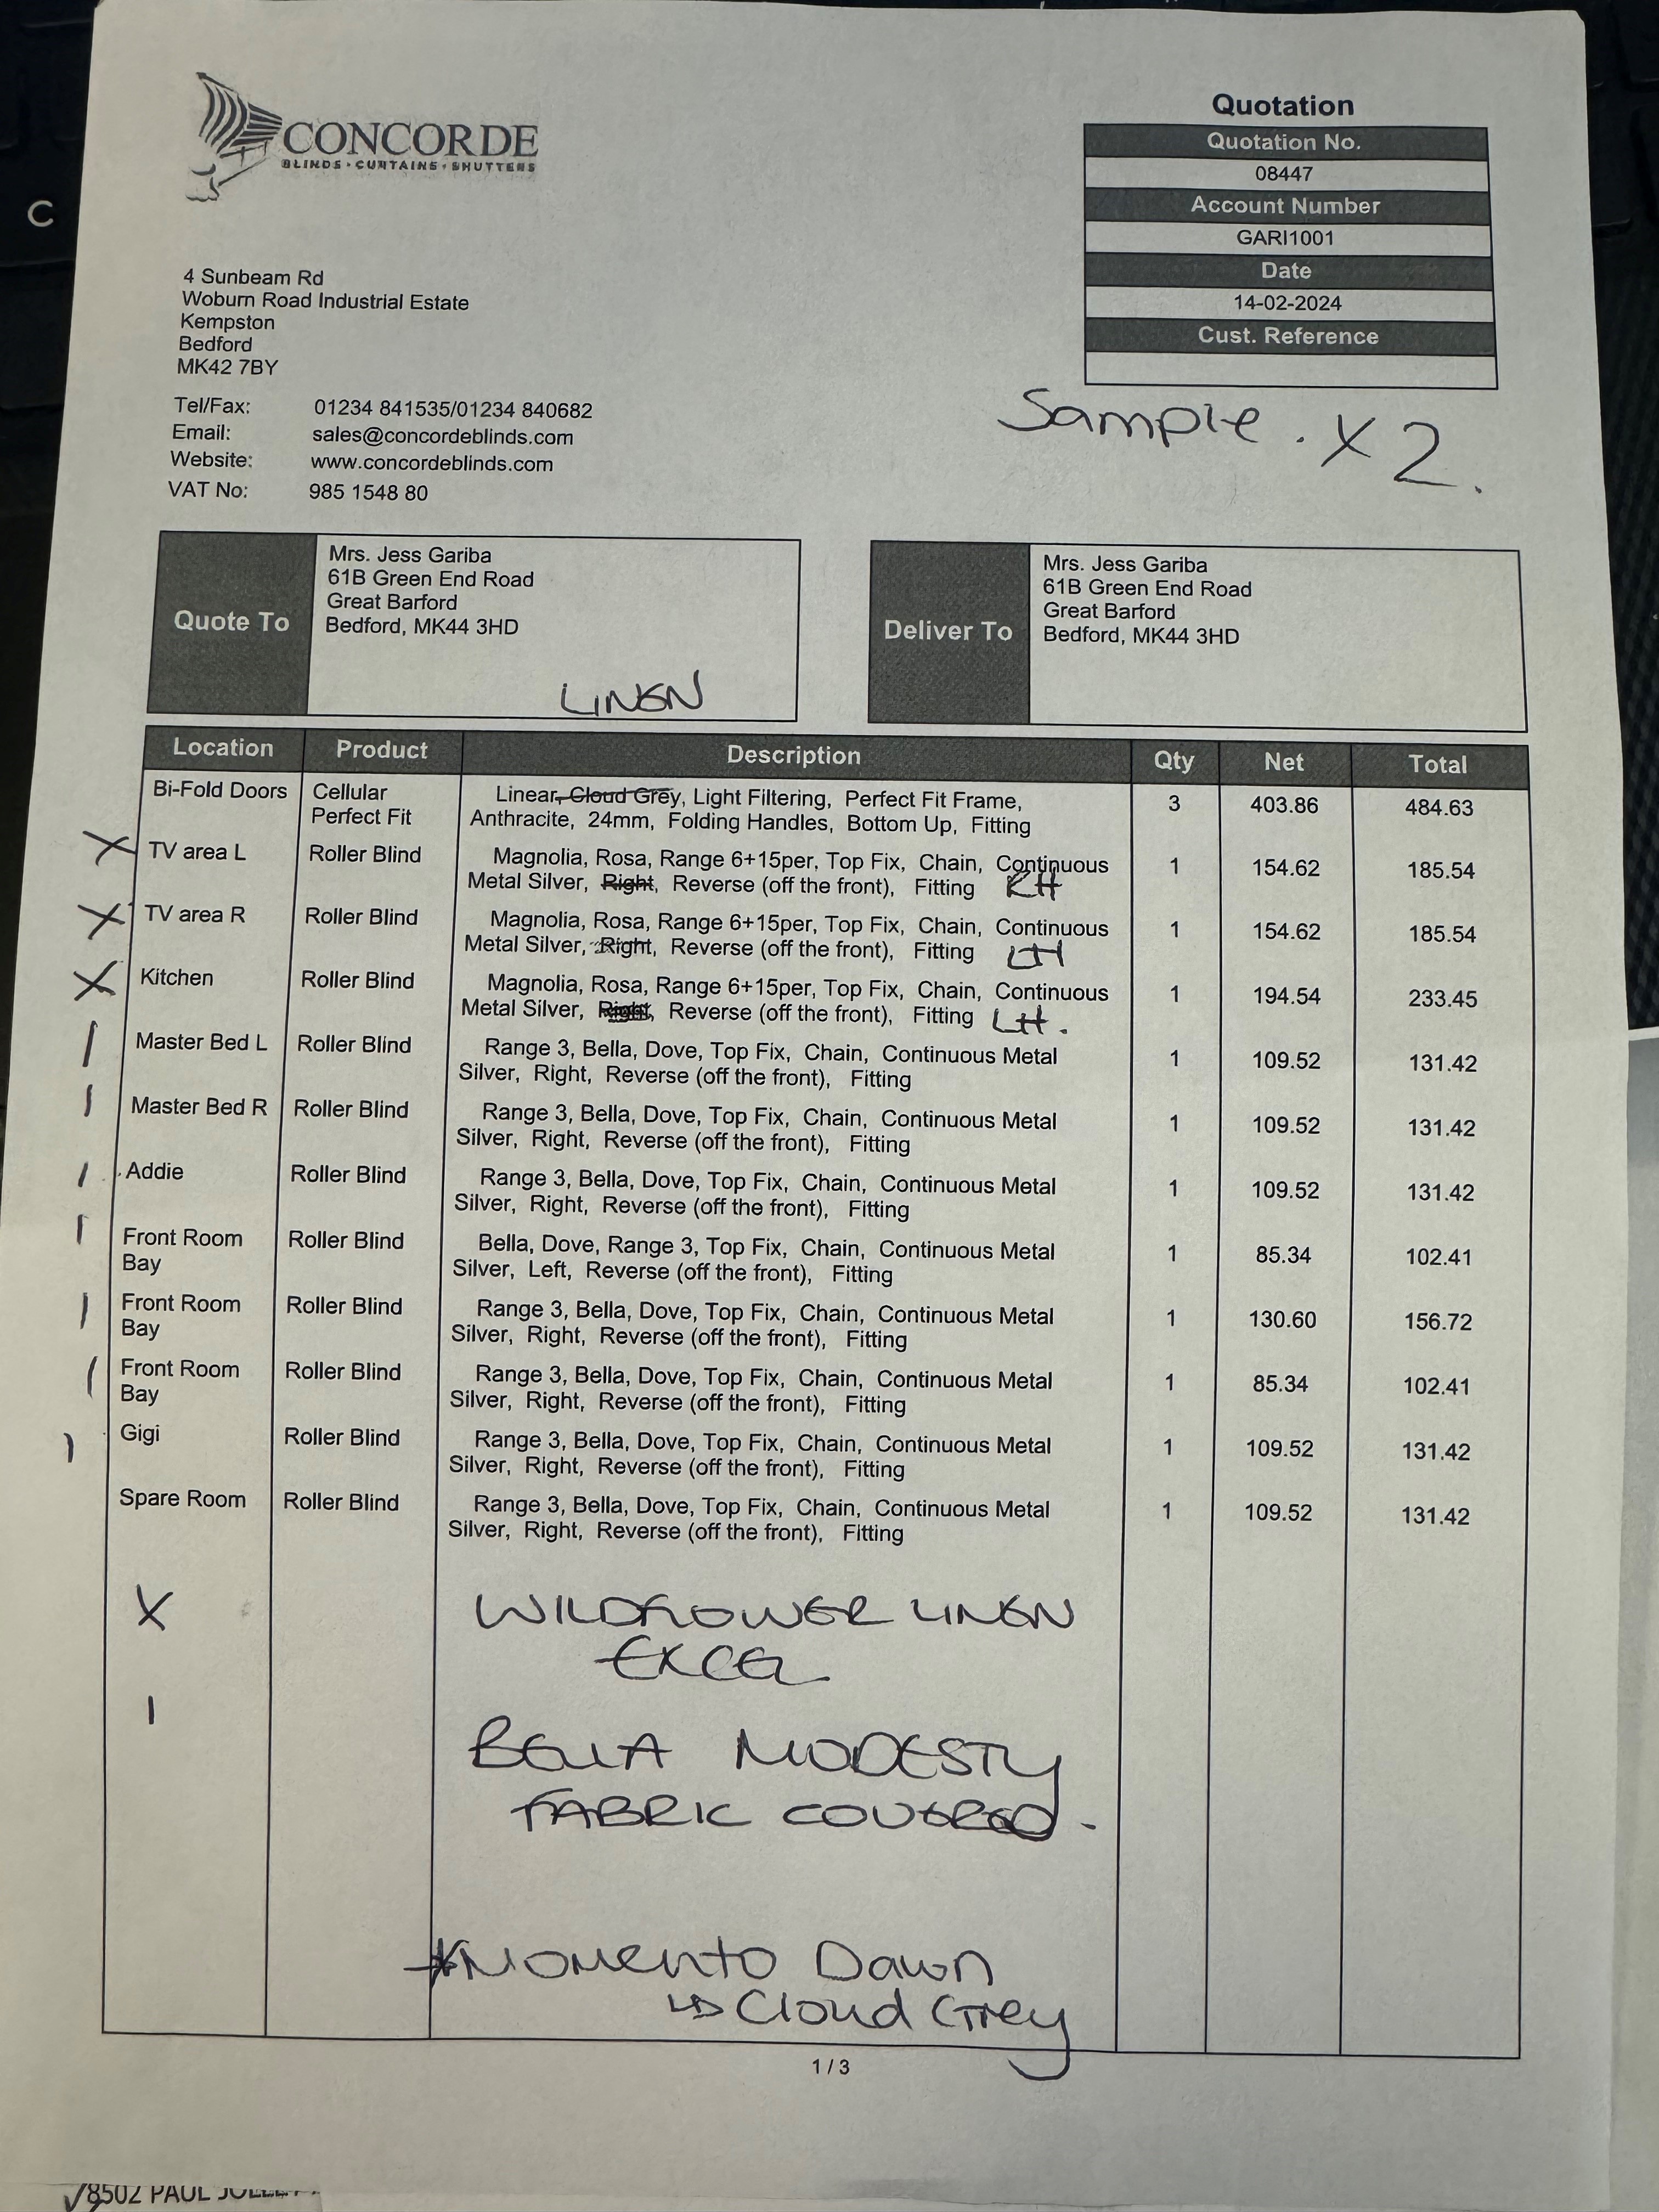 CONCORDE
BLINDS • CURTAINS • SHUTTERS
Quotation
Quotation No.
08447
Account Number
GARI1001
Date
14-02-2024
Cust. Reference
C
4 Sunbeam Rd
Woburn Road Industrial Estate
Kempston
Bedford
MK42 7BY
Tel/Fax: 01234 841535/01234 840682
Email: sales@concordeblinds.com
Website: www.concordeblinds.com
VAT No: 985 1548 80
Sample . X 2.
Quote To
Mrs. Jess Gariba
61B Green End Road
Great Barford
Bedford, MK44 3HD
LINEN
Deliver To
Mrs. Jess Gariba
61B Green End Road
Great Barford
Bedford, MK44 3HD
Location Product Description Qty Net Total
Bi-Fold Doors Cellular Linear, Cloud Grey, Light Filtering, Perfect Fit Frame, 3 403.86 484.63
Perfect Fit Anthracite, 24mm, Folding Handles, Bottom Up, Fitting
X TV area L Roller Blind Magnolia, Rosa, Range 6+15per, Top Fix, Chain, Continuous 1 154.62 185.54
Metal Silver, Right, Reverse (off the front), Fitting RH
X TV area R Roller Blind Magnolia, Rosa, Range 6+15per, Top Fix, Chain, Continuous 1 154.62 185.54
Metal Silver, Right, Reverse (off the front), Fitting LH
X Kitchen Roller Blind Magnolia, Rosa, Range 6+15per, Top Fix, Chain, Continuous 1 194.54 233.45
Metal Silver, Right, Reverse (off the front), Fitting LH.
| Master Bed L Roller Blind Range 3, Bella, Dove, Top Fix, Chain, Continuous Metal 1 109.52 131.42
Silver, Right, Reverse (off the front), Fitting
| Master Bed R Roller Blind Range 3, Bella, Dove, Top Fix, Chain, Continuous Metal 1 109.52 131.42
Silver, Right, Reverse (off the front), Fitting
| Addie Roller Blind Range 3, Bella, Dove, Top Fix, Chain, Continuous Metal 1 109.52 131.42
Silver, Right, Reverse (off the front), Fitting
| Front Room Roller Blind Bella, Dove, Range 3, Top Fix, Chain, Continuous Metal 1 85.34 102.41
Bay Silver, Left, Reverse (off the front), Fitting
| Front Room Roller Blind Range 3, Bella, Dove, Top Fix, Chain, Continuous Metal 1 130.60 156.72
Bay Silver, Right, Reverse (off the front), Fitting
| Front Room Roller Blind Range 3, Bella, Dove, Top Fix, Chain, Continuous Metal 1 85.34 102.41
Bay Silver, Right, Reverse (off the front), Fitting
| Gigi Roller Blind Range 3, Bella, Dove, Top Fix, Chain, Continuous Metal 1 109.52 131.42
Silver, Right, Reverse (off the front), Fitting
Spare Room Roller Blind Range 3, Bella, Dove, Top Fix, Chain, Continuous Metal 1 109.52 131.42
Silver, Right, Reverse (off the front), Fitting
X WILDFLOWER LINEN
EXCEL
| BELLA MODESTY
FABRIC COVERED.
*Momento Dawn
↳ Cloud Grey
1 / 3
8502 PAUL